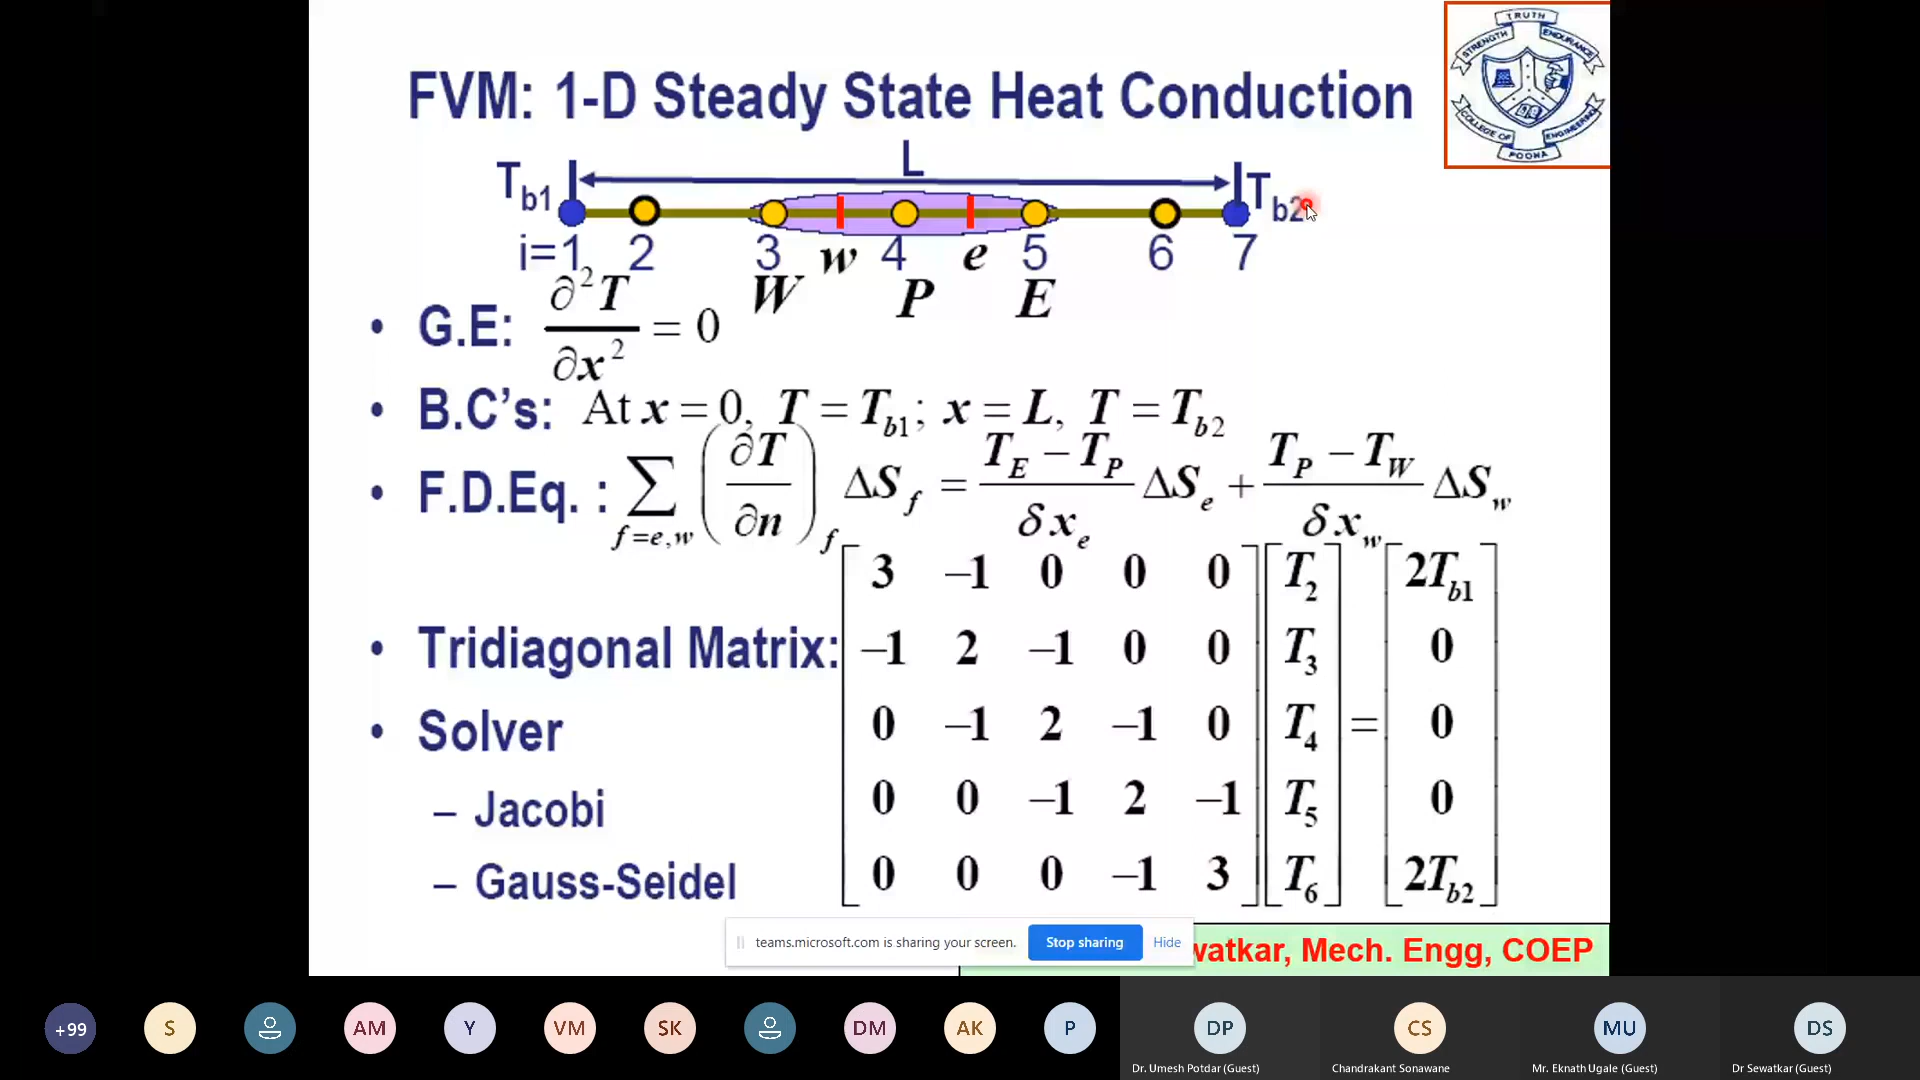 TRUTH
STRENGTH
ENDURANCE
COLLEGE OF
ENGINEERING
POONA
FVM: 1-D Steady State Heat Conduction
L
T_b1
T_b2
i=1 2 3 w 4 e 5 6 7
W P E
• G.E: ∂²T/∂x² = 0
• B.C's: At x = 0, T = T_b1; x = L, T = T_b2
• F.D.Eq. : ∑_{f=e,w} (∂T/∂n)_f ΔS_f = (T_E − T_P)/δx_e ΔS_e + (T_P − T_W)/δx_w ΔS_w
3 −1 0 0 0 T_2 2T_b1
• Tridiagonal Matrix: −1 2 −1 0 0 T_3 0
• Solver 0 −1 2 −1 0 T_4 = 0
– Jacobi 0 0 −1 2 −1 T_5 0
– Gauss-Seidel 0 0 0 −1 3 T_6 2T_b2
teams.microsoft.com is sharing your screen. Stop sharing Hide
watkar, Mech. Engg, COEP
+99 S AM Y VM SK DM AK P DP CS MU DS
Dr. Umesh Potdar (Guest) Chandrakant Sonawane Mr. Eknath Ugale (Guest) Dr Sewatkar (Guest)